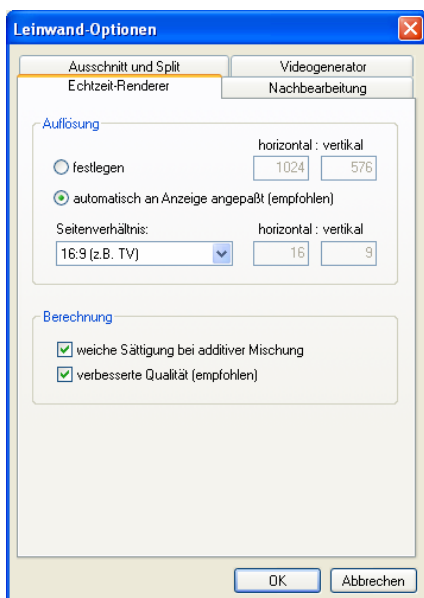 Leinwand-Optionen
Ausschnitt und Split Videogenerator
Echtzeit-Renderer Nachbearbeitung
Auflösung
horizontal : vertikal
festlegen 1024 576
automatisch an Anzeige angepaßt (empfohlen)
Seitenverhältnis: horizontal : vertikal
16:9 (z.B. TV) 16 9
Berechnung
weiche Sättigung bei additiver Mischung
verbesserte Qualität (empfohlen)
OK Abbrechen